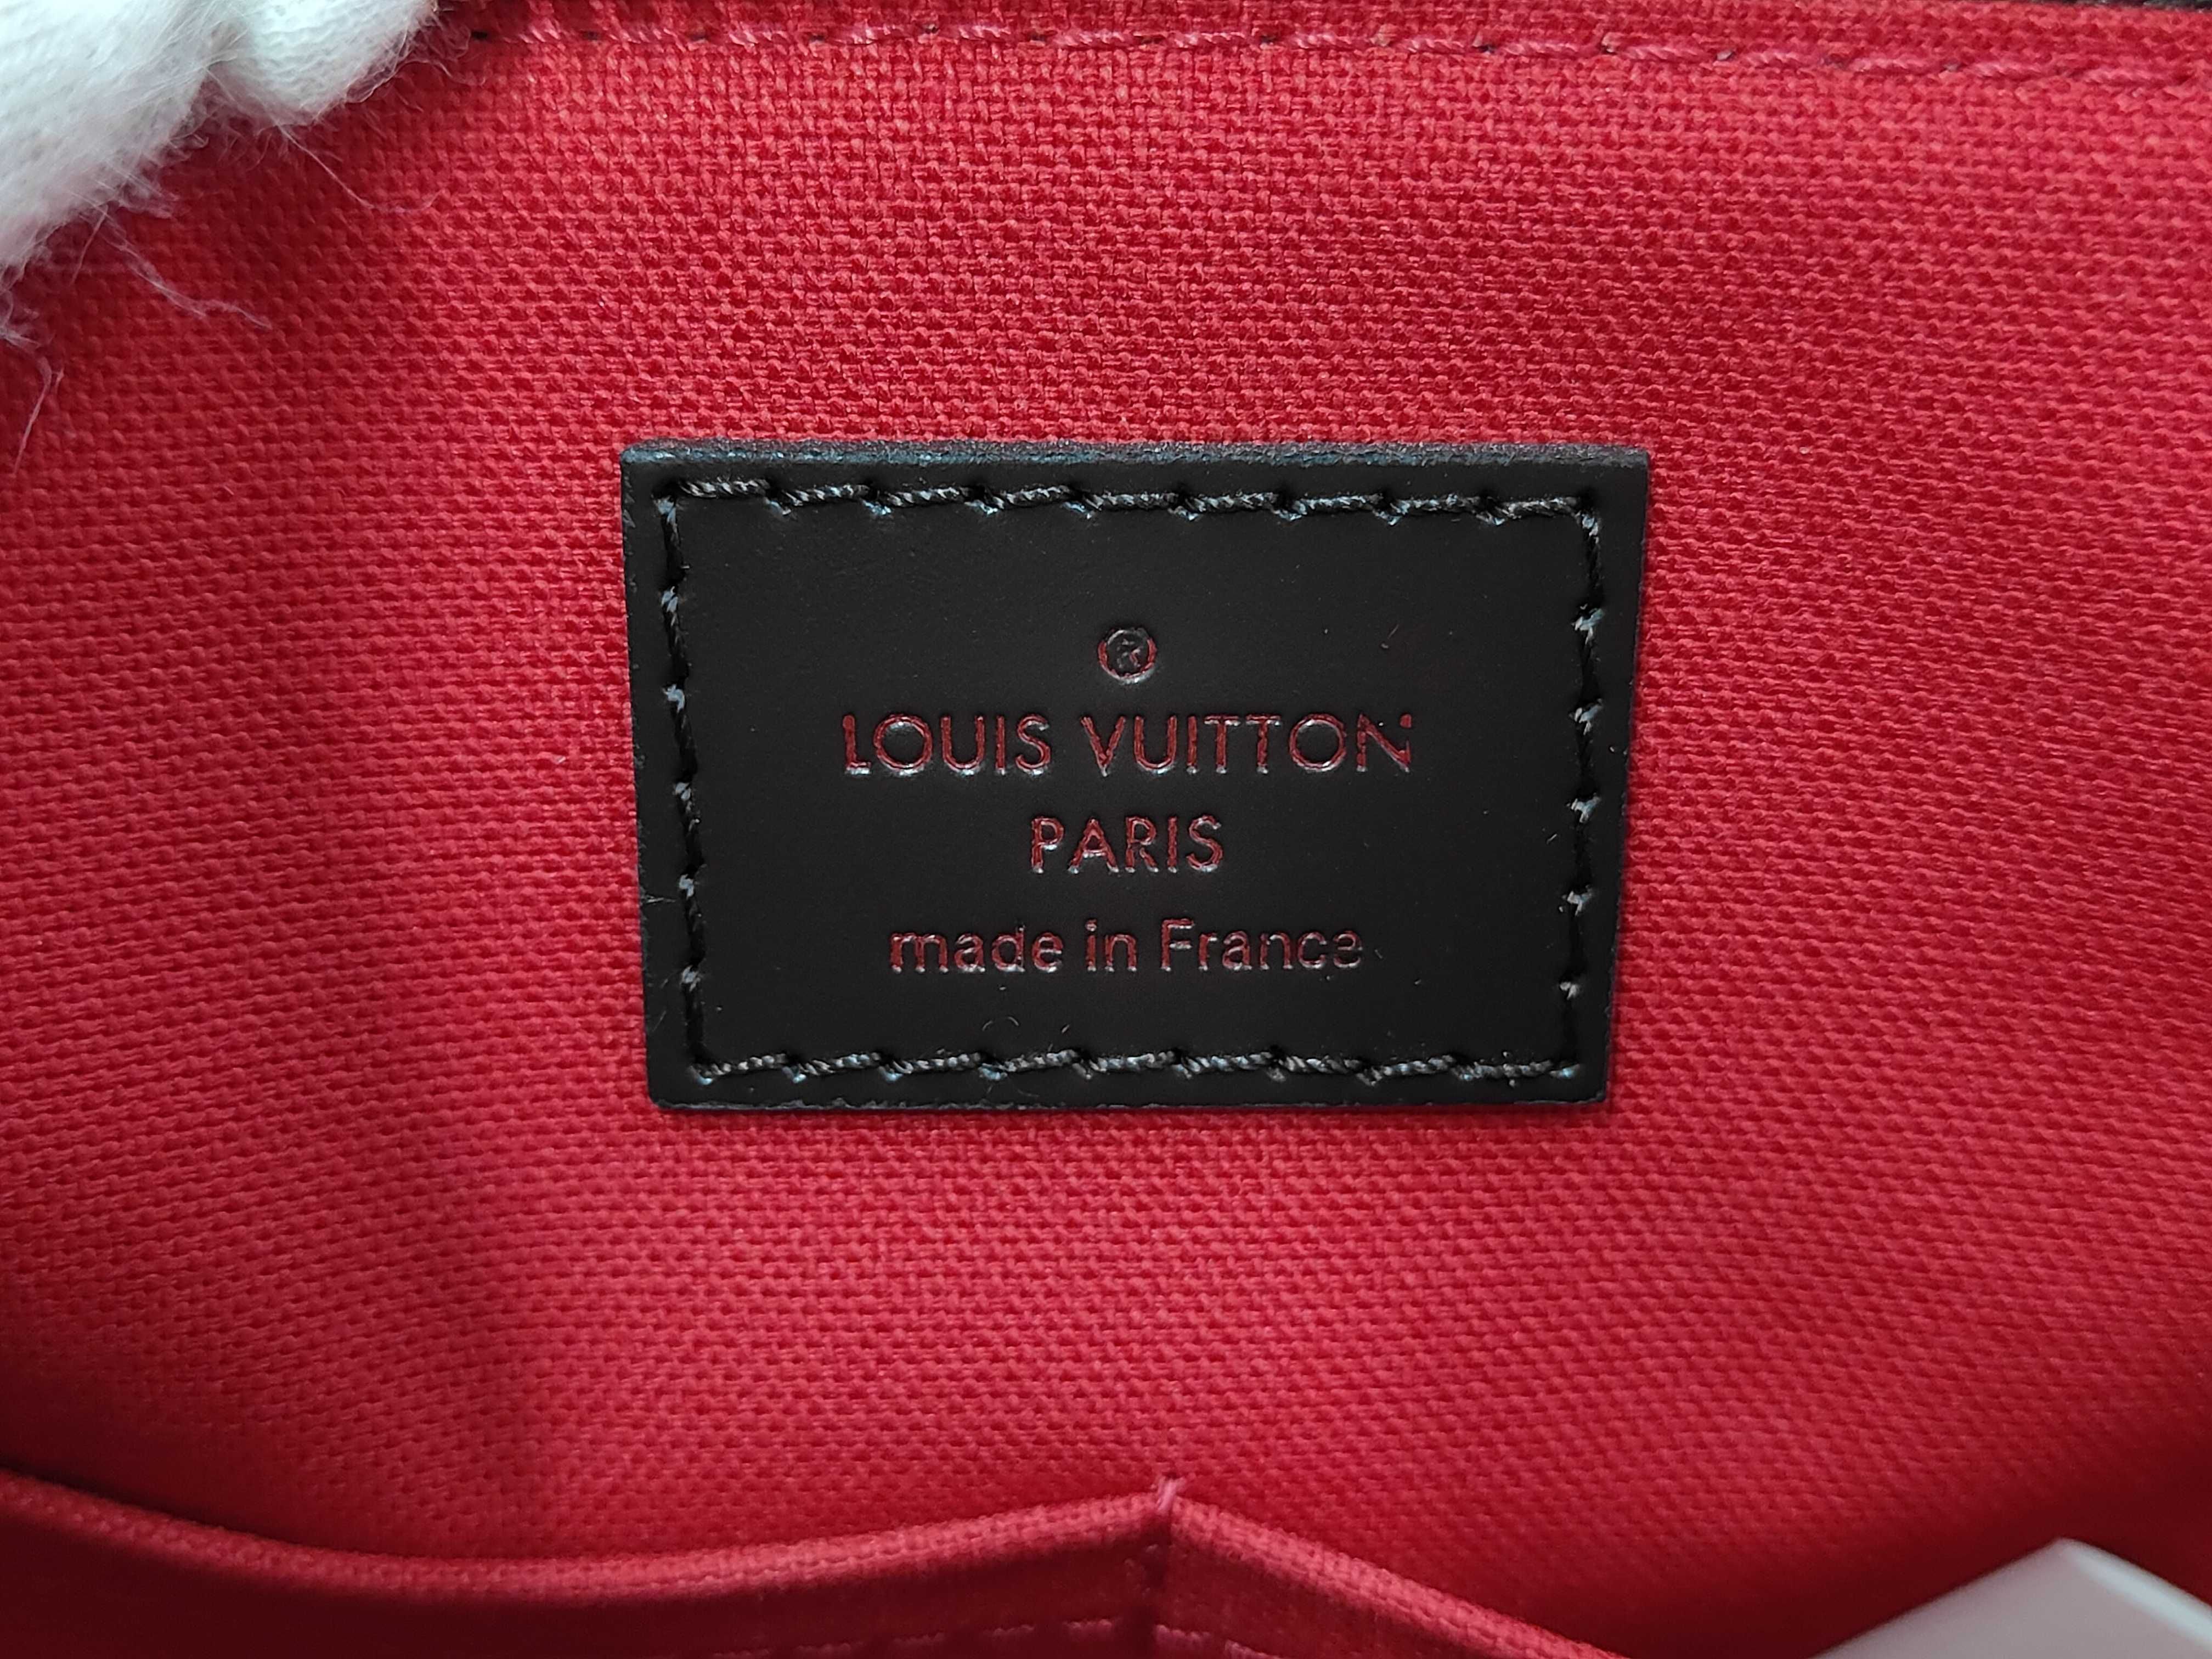 ®
LOUIS VUITTON
PARIS
made in France